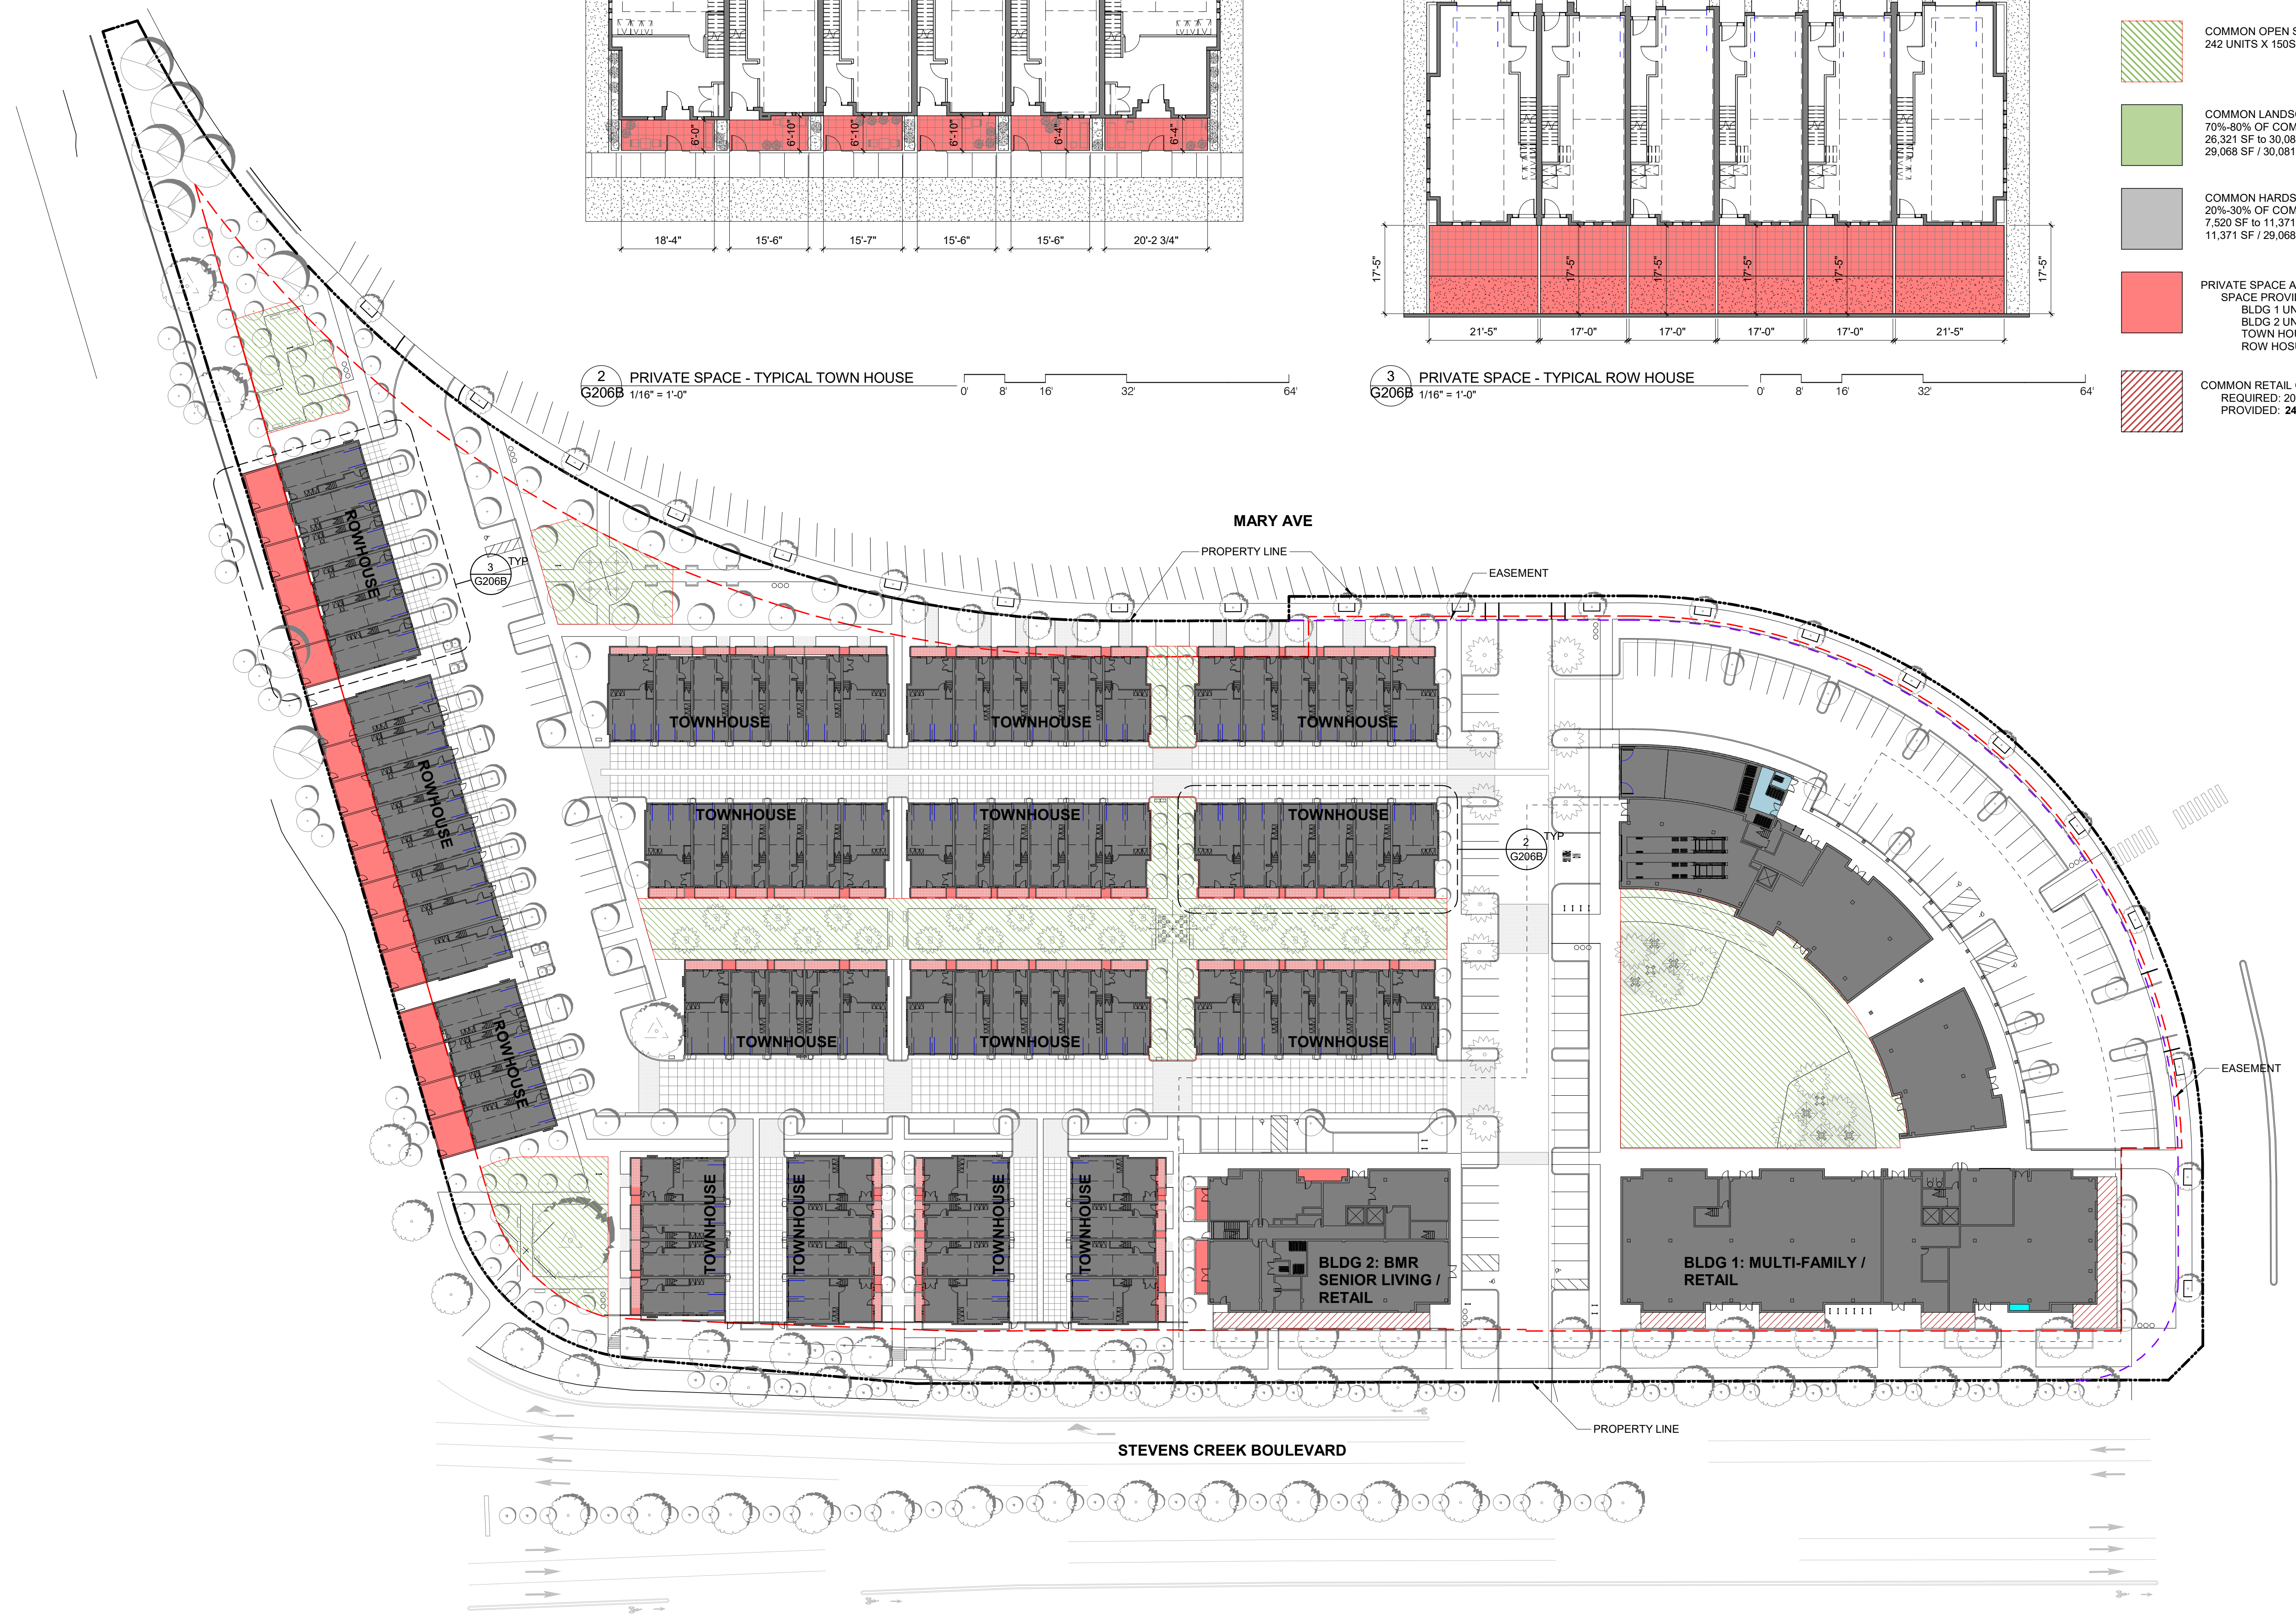 6'-0"
6'-10"
6'-10"
6'-10"
6'-4"
6'-4"
18'-4"
15'-6"
15'-7"
15'-6"
15'-6"
20'-2 3/4"
2
G206B
PRIVATE SPACE - TYPICAL TOWN HOUSE
1/16" = 1'-0"
0'
8'
16'
32'
64'
17'-5"
17'-5"
17'-5"
17'-5"
17'-5"
17'-5"
21'-5"
17'-0"
17'-0"
17'-0"
17'-0"
21'-5"
3
G206B
PRIVATE SPACE - TYPICAL ROW HOUSE
1/16" = 1'-0"
0'
8'
16'
32'
64'
COMMON OPEN S
242 UNITS X 150S
COMMON LANDS
70%-80% OF COM
26,321 SF to 30,08
29,068 SF / 30,081
COMMON HARDS
20%-30% OF COM
7,520 SF to 11,371
11,371 SF / 29,068
PRIVATE SPACE A
SPACE PROVI
BLDG 1 UN
BLDG 2 UN
TOWN HOU
ROW HOSU
COMMON RETAIL
REQUIRED: 20
PROVIDED: 24
MARY AVE
PROPERTY LINE
EASEMENT
3
G206B
TYP
ROWHOUSE
ROWHOUSE
ROWHOUSE
TOWNHOUSE
TOWNHOUSE
TOWNHOUSE
TOWNHOUSE
TOWNHOUSE
TOWNHOUSE
2
G206B
TYP
TOWNHOUSE
TOWNHOUSE
TOWNHOUSE
EASEMENT
TOWNHOUSE
TOWNHOUSE
TOWNHOUSE
TOWNHOUSE
BLDG 2: BMR
SENIOR LIVING /
RETAIL
BLDG 1: MULTI-FAMILY /
RETAIL
PROPERTY LINE
STEVENS CREEK BOULEVARD